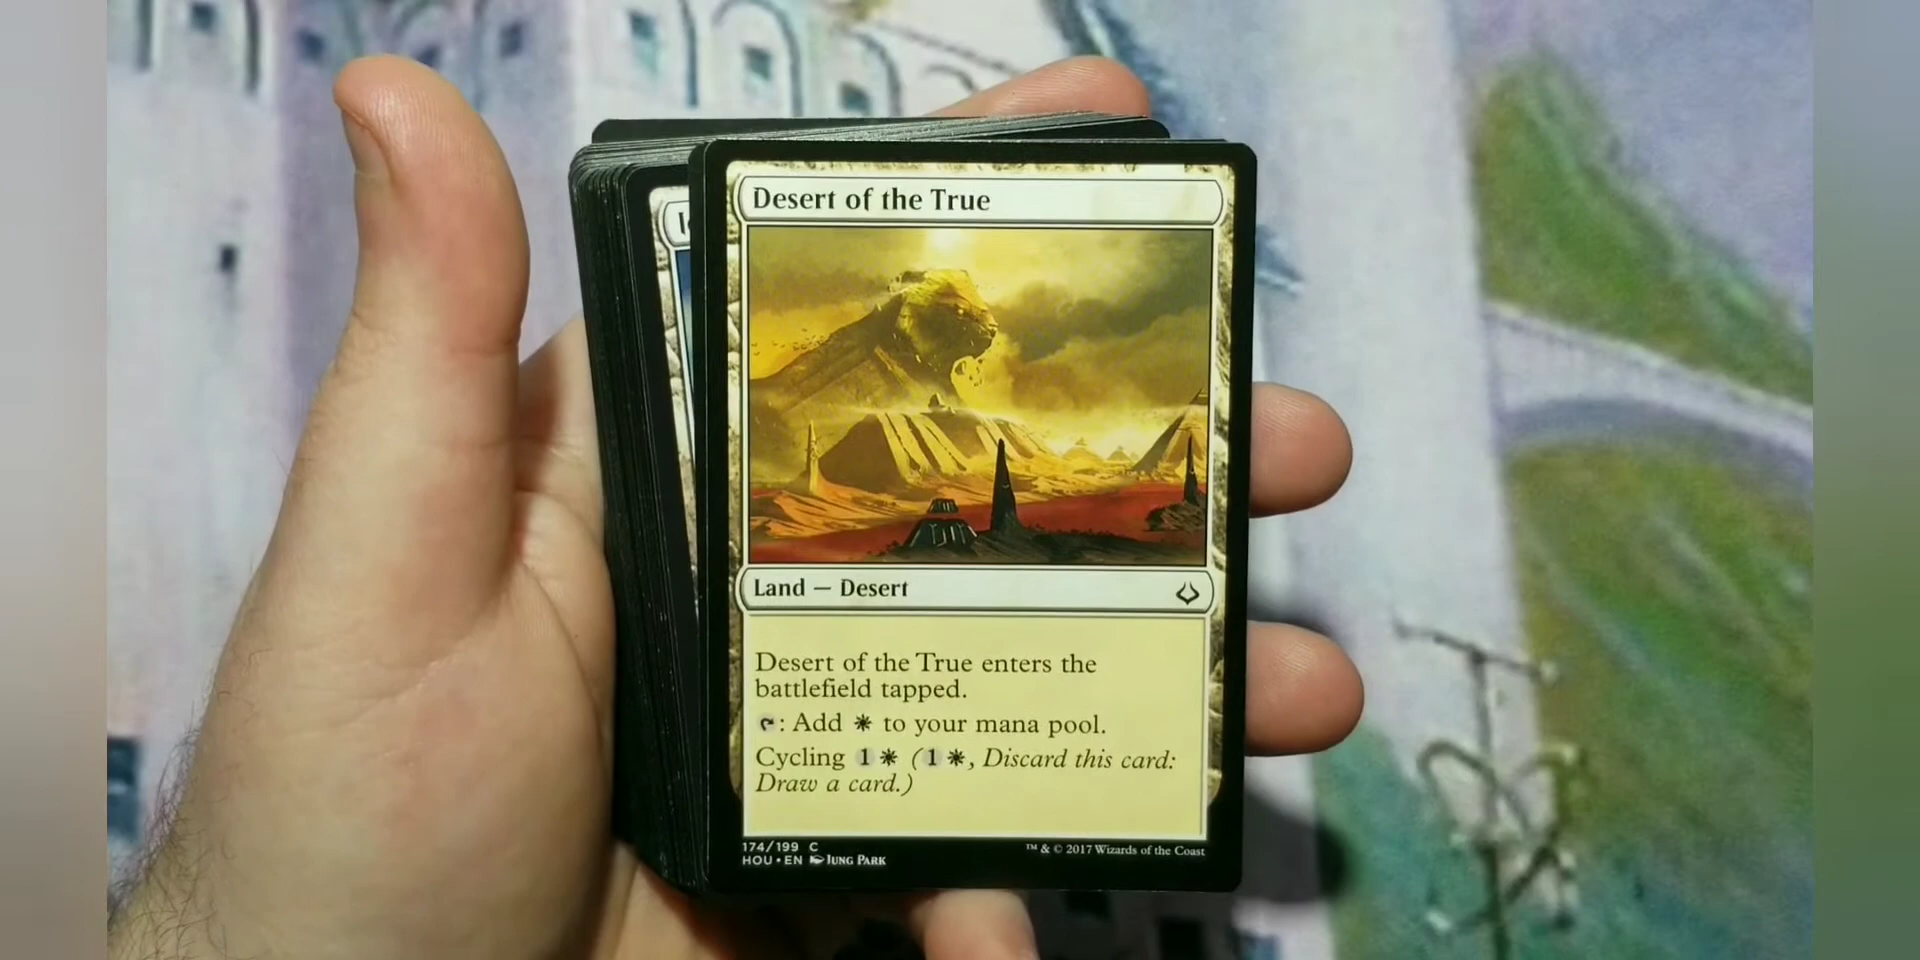 Desert of the True
Land — Desert
Desert of the True enters the
battlefield tapped.
: Add to your mana pool.
Cycling 1 (1, Discard this card:
Draw a card.)
174/199 C
HOU • EN Jung Park
™ & © 2017 Wizards of the Coast